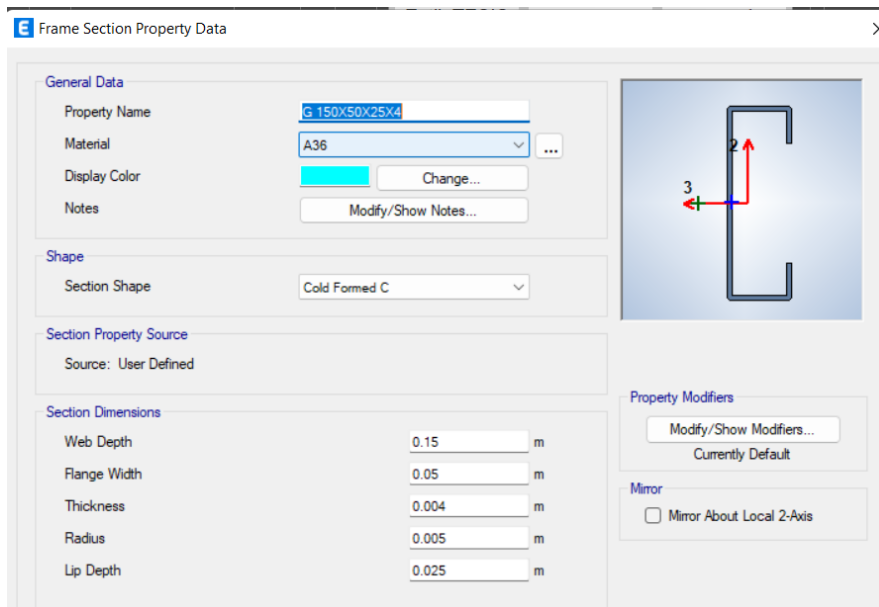 E Frame Section Property Data
General Data
Property Name G 150X50X25X4
Material A36 ...
Display Color Change...
Notes Modify/Show Notes...
Shape
Section Shape Cold Formed C
Section Property Source
Source: User Defined
Section Dimensions
Web Depth 0.15 m
Flange Width 0.05 m
Thickness 0.004 m
Radius 0.005 m
Lip Depth 0.025 m
2
3
Property Modifiers
Modify/Show Modifiers...
Currently Default
Mirror
Mirror About Local 2-Axis